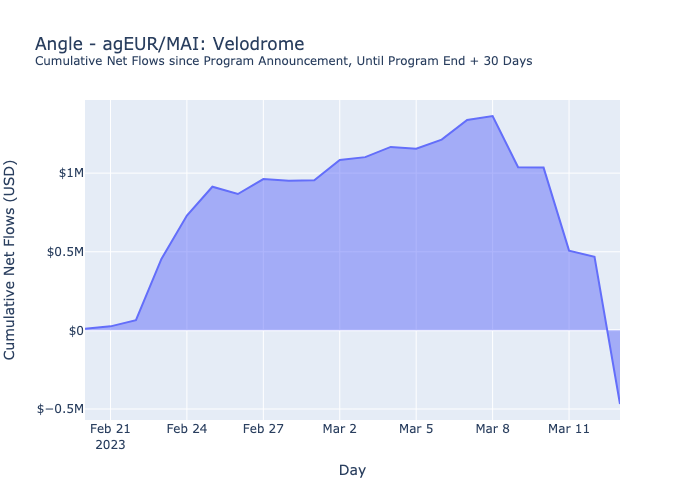 Angle - agEUR/MAI: Velodrome
Cumulative Net Flows since Program Announcement, Until Program End + 30 Days
Cumulative Net Flows (USD)
$1M
$0.5M
$0
$−0.5M
Feb 21
2023
Feb 24
Feb 27
Mar 2
Mar 5
Mar 8
Mar 11
Day